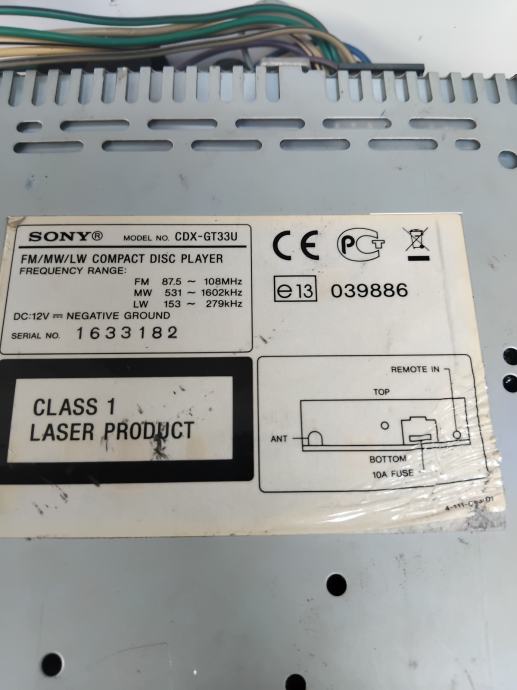 SONY® MODEL NO. CDX-GT33U
FM/MW/LW COMPACT DISC PLAYER
FREQUENCY RANGE:
FM 87.5 ~ 108MHz
MW 531 ~ 1602kHz
LW 153 ~ 279kHz
DC:12V ⎓ NEGATIVE GROUND
SERIAL NO. 1633182
CE PCT
e13 039886
CLASS 1
LASER PRODUCT
REMOTE IN
TOP
ANT
BOTTOM
10A FUSE